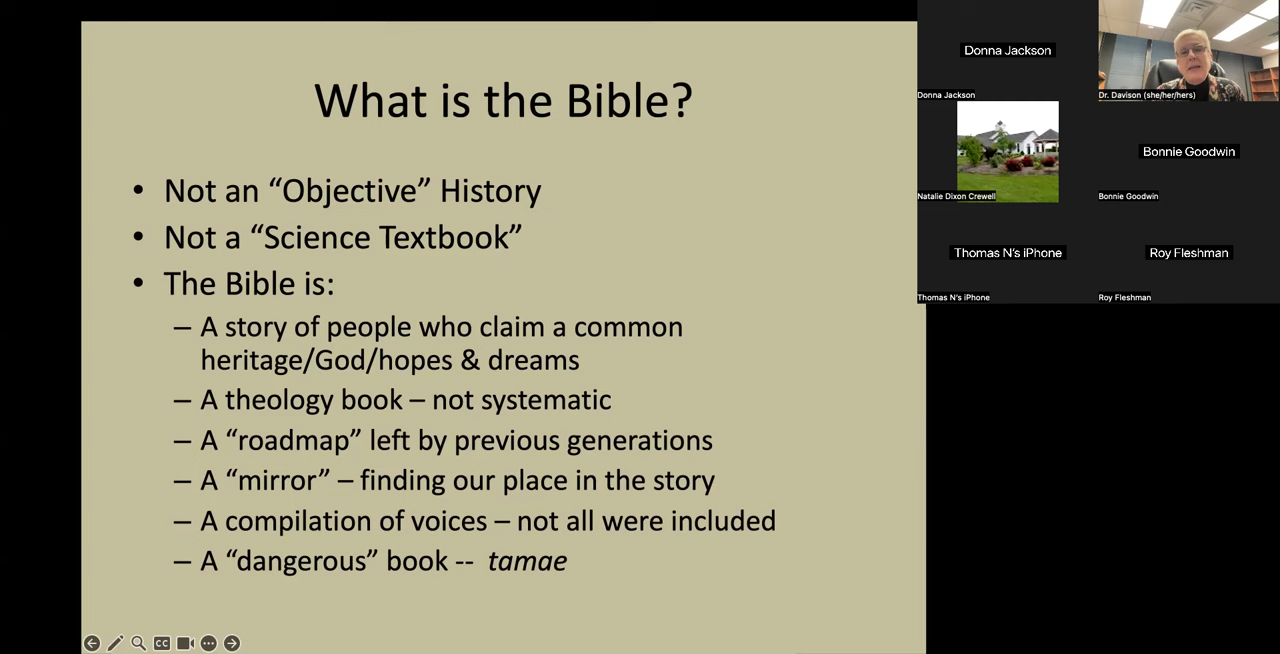 What is the Bible?
• Not an “Objective” History
• Not a “Science Textbook”
• The Bible is:
– A story of people who claim a common
heritage/God/hopes & dreams
– A theology book – not systematic
– A “roadmap” left by previous generations
– A “mirror” – finding our place in the story
– A compilation of voices – not all were included
– A “dangerous” book -- tamae
CC
Donna Jackson
Donna Jackson
Dr. Davison (she/her/hers)
Natalie Dixon Crewell
Bonnie Goodwin
Bonnie Goodwin
Thomas N's iPhone
Thomas N's iPhone
Roy Fleshman
Roy Fleshman